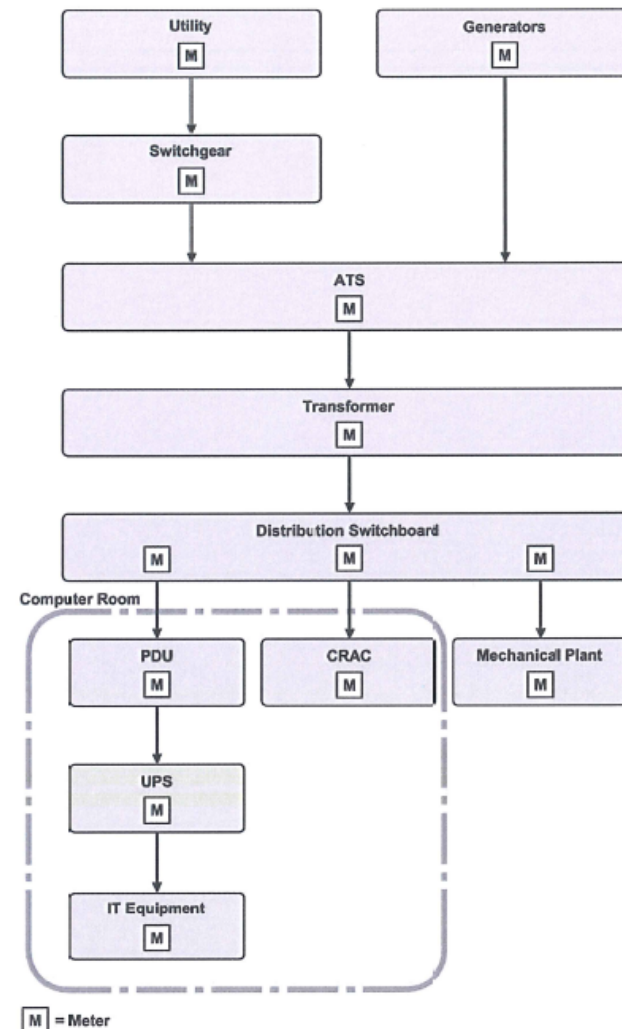 Utility
M
Generators
M
Switchgear
M
ATS
M
Transformer
M
Distribution Switchboard
M M M
Computer Room
PDU
M
CRAC
M
Mechanical Plant
M
UPS
M
IT Equipment
M
M = Meter